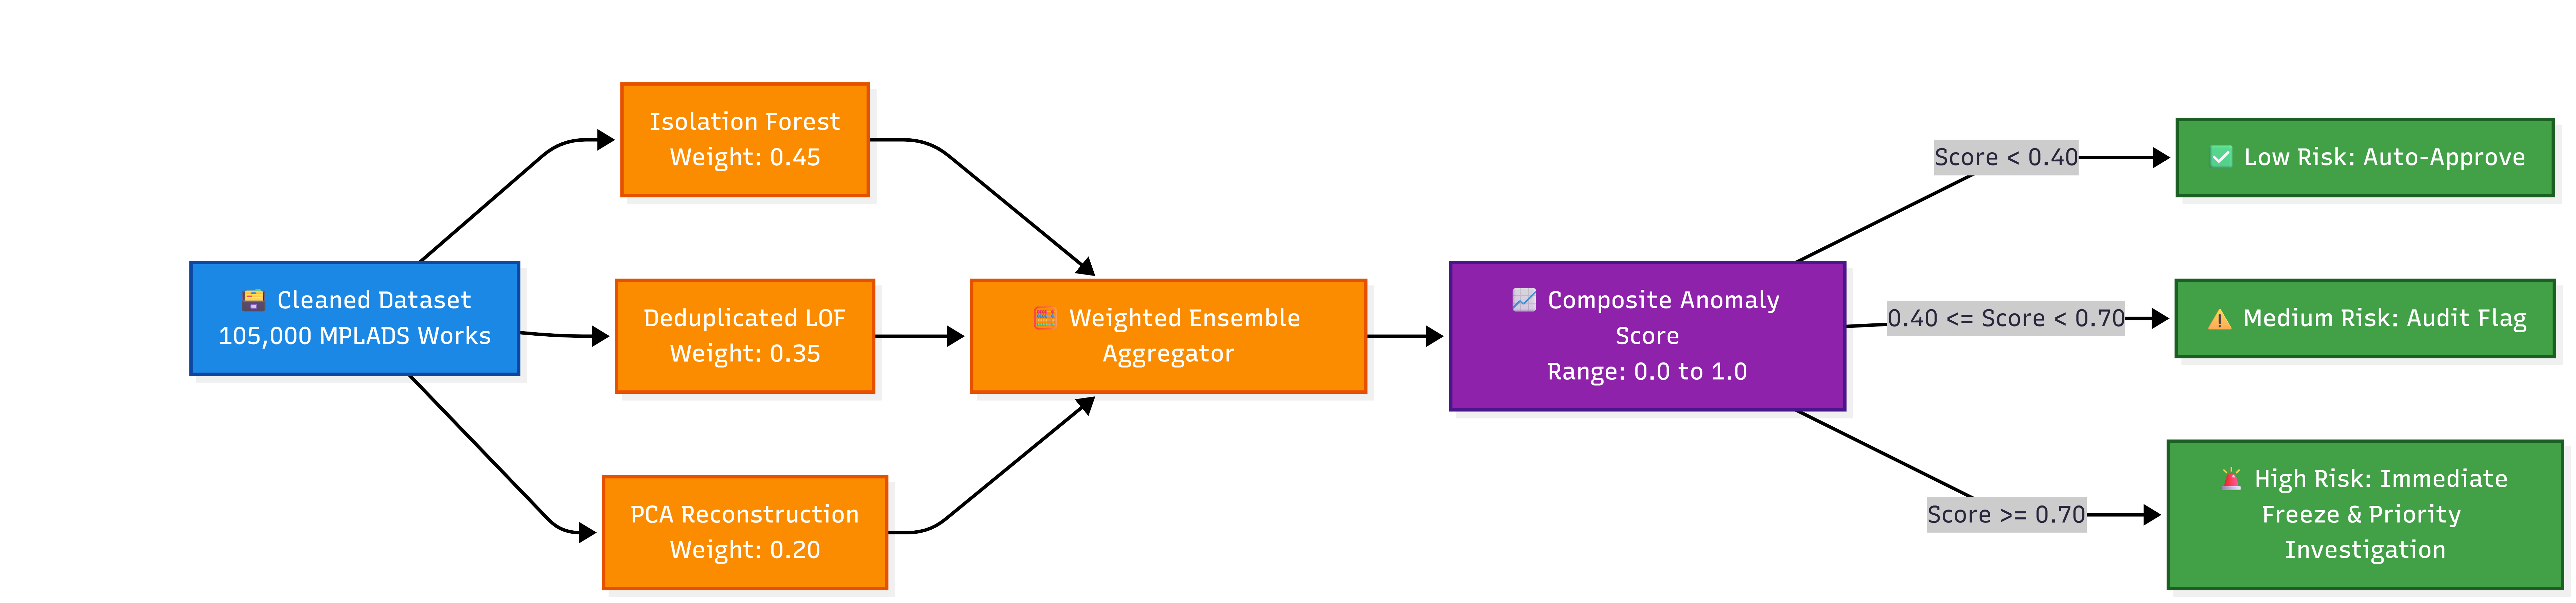 Isolation Forest
Weight: 0.45
Cleaned Dataset
105,000 MPLADS Works
Deduplicated LOF
Weight: 0.35
PCA Reconstruction
Weight: 0.20
Weighted Ensemble
Aggregator
Composite Anomaly
Score
Range: 0.0 to 1.0
Score < 0.40
Low Risk: Auto-Approve
0.40 <= Score < 0.70
Medium Risk: Audit Flag
Score >= 0.70
High Risk: Immediate
Freeze & Priority
Investigation